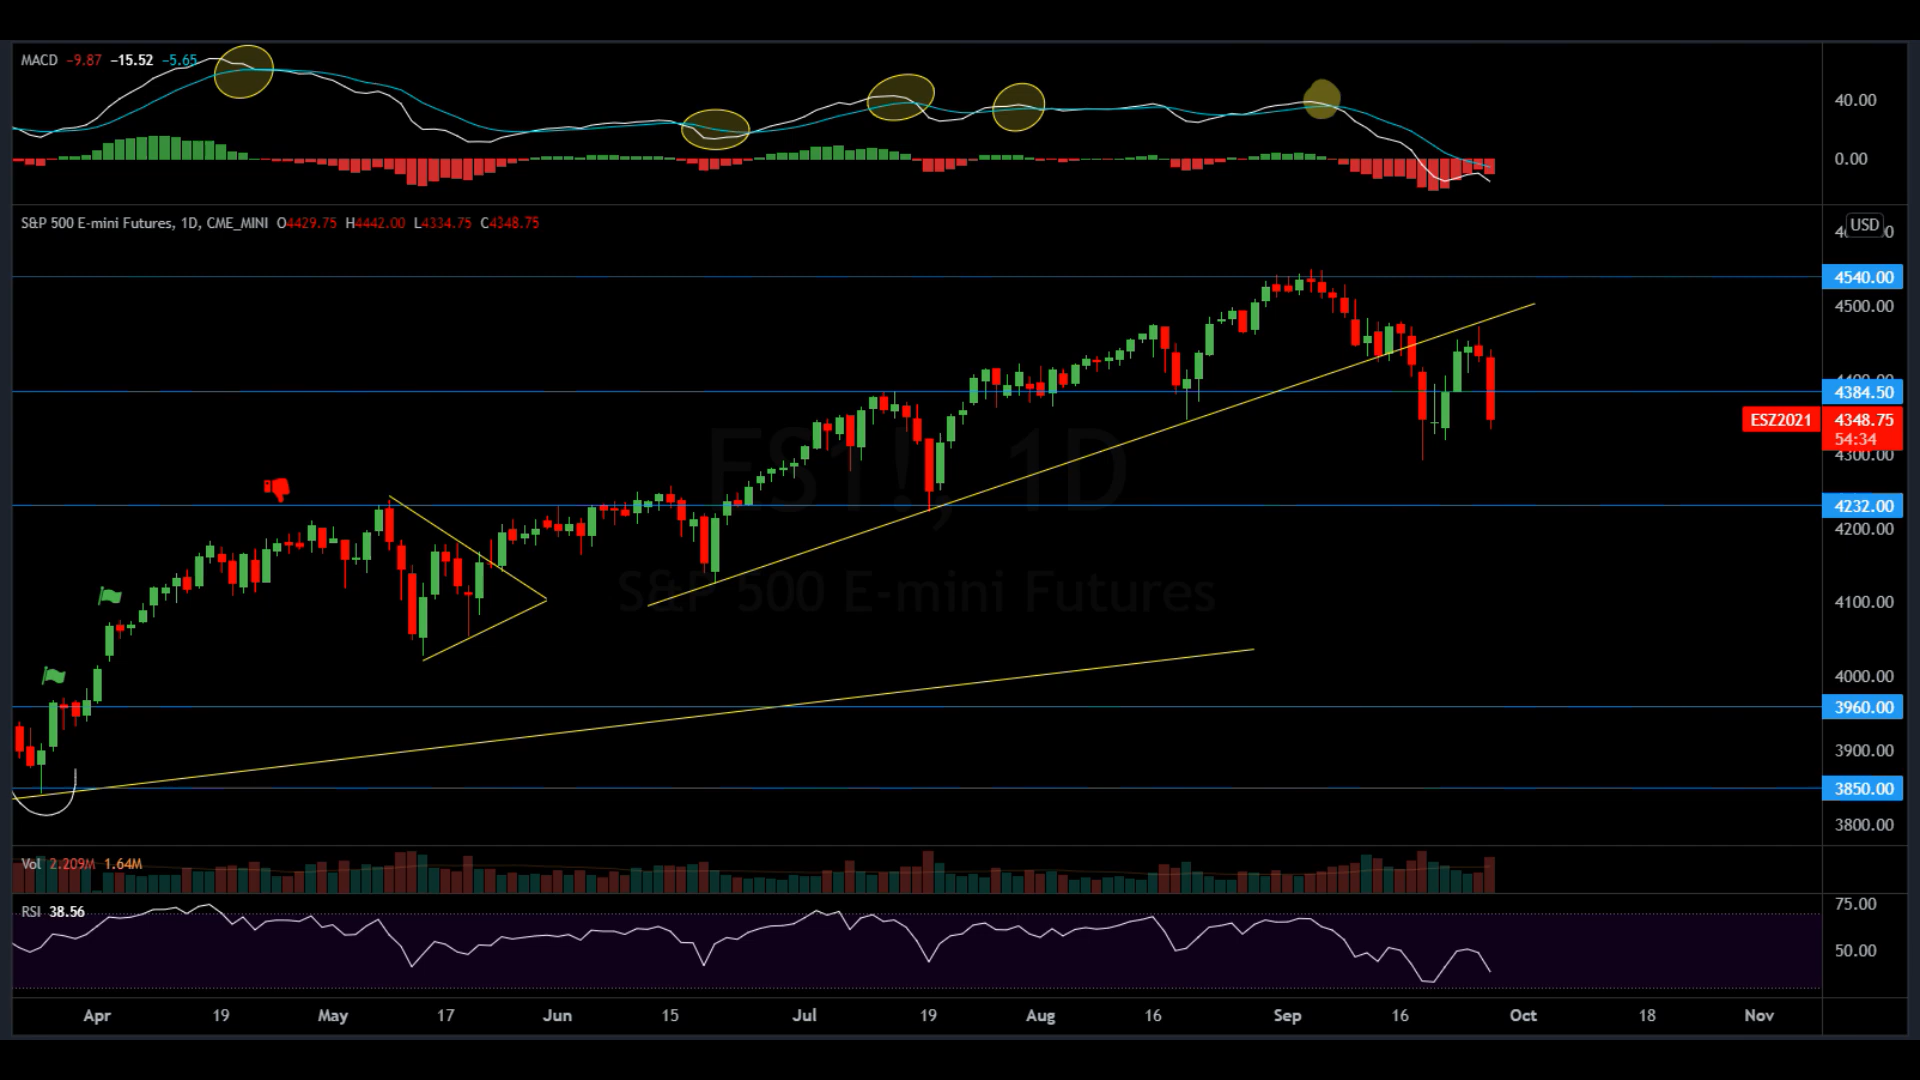 MACD −9.87 −15.52 −5.65
40.00
0.00
S&P 500 E-mini Futures, 1D, CME_MINI O4429.75 H4442.00 L4334.75 C4348.75
USD
4540.00
4500.00
4400.00
4384.50
ESZ2021 4348.75
54:34
4300.00
ES1!, 1D
4232.00
4200.00
S&P 500 E-mini Futures
4100.00
4000.00
3960.00
3900.00
3850.00
3800.00
Vol 2.209M 1.64M
RSI 38.56
75.00
50.00
Apr 19 May 17 Jun 15 Jul 19 Aug 16 Sep 16 Oct 18 Nov